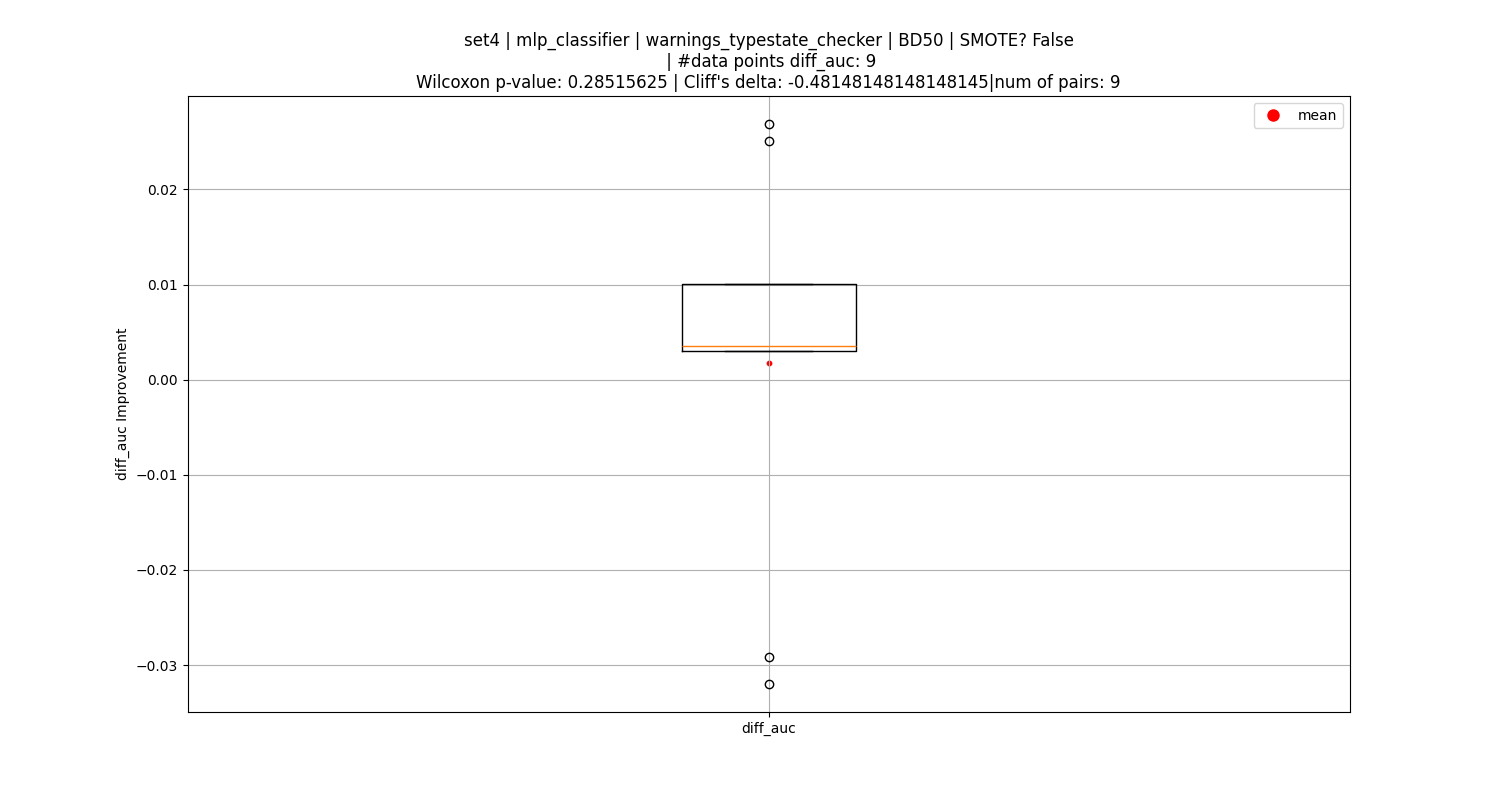 set4 | mlp_classifier | warnings_typestate_checker | BD50 | SMOTE? False
| #data points diff_auc: 9
Wilcoxon p-value: 0.28515625 | Cliff's delta: -0.48148148148148145|num of pairs: 9
mean
0.02
0.01
0.00
−0.01
−0.02
−0.03
diff_auc Improvement
diff_auc